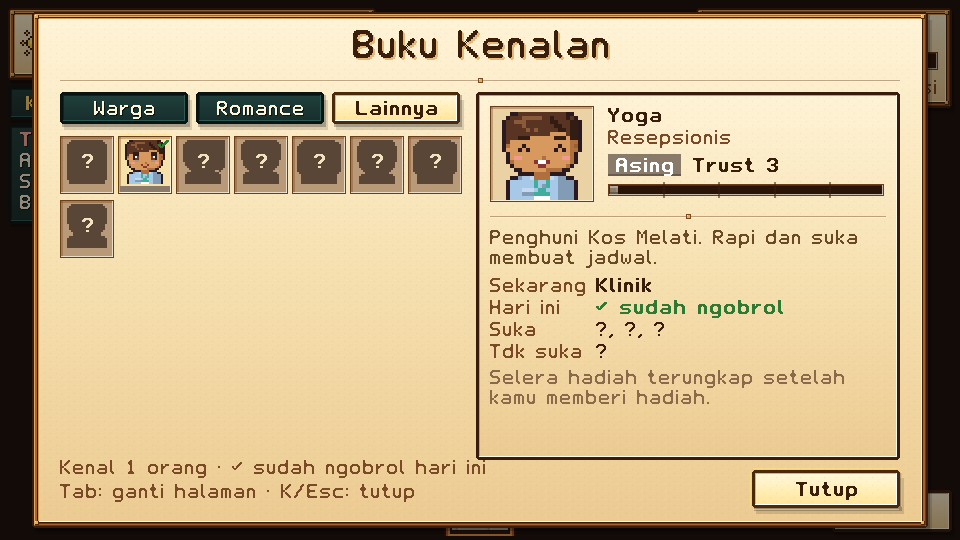 Buku Kenalan
Warga
Romance
Lainnya
? ? ? ? ? ?
?
Yoga
Resepsionis
Asing Trust 3
Penghuni Kos Melati. Rapi dan suka
membuat jadwal.
Sekarang Klinik
Hari ini ✓ sudah ngobrol
Suka ?, ?, ?
Tdk suka ?
Selera hadiah terungkap setelah
kamu memberi hadiah.
Kenal 1 orang · ✓ sudah ngobrol hari ini
Tab: ganti halaman · K/Esc: tutup
Tutup
K
T
A
S
B
si